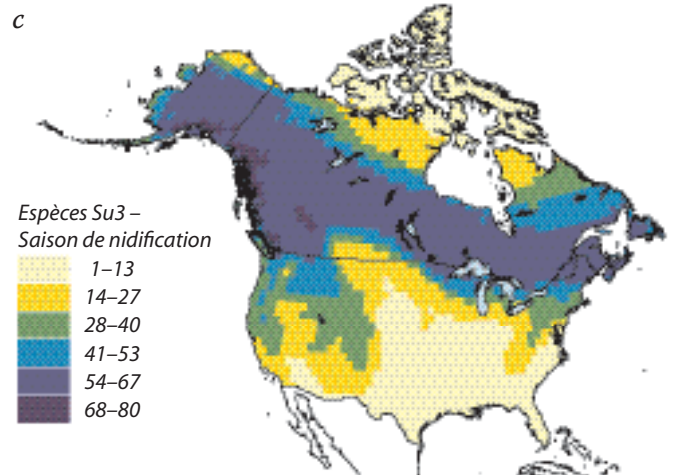 c
Espèces Su3 –
Saison de nidification
1–13
14–27
28–40
41–53
54–67
68–80